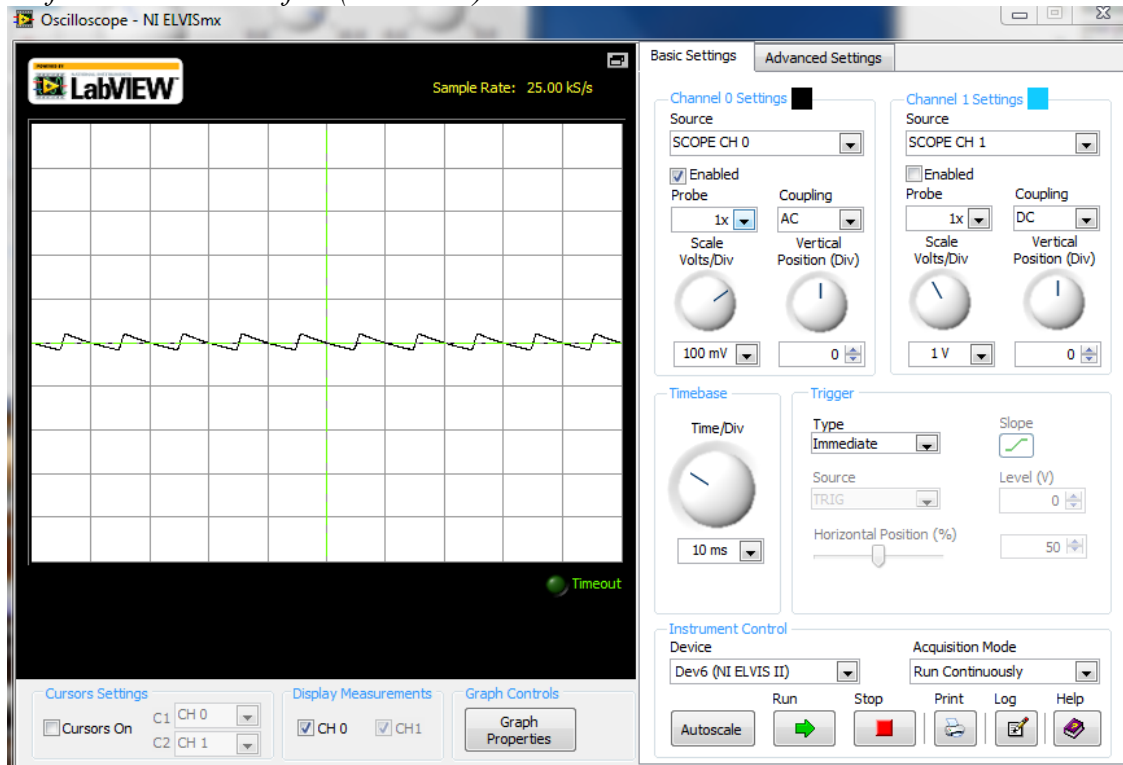 Oscilloscope - NI ELVISmx
POWERED BY
NATIONAL INSTRUMENTS
LabVIEW
Sample Rate: 25.00 kS/s
Timeout
Cursors Settings
Cursors On
C1 CH 0
C2 CH 1
Display Measurements
CH 0 CH1
Graph Controls
Graph
Properties
Basic Settings Advanced Settings
Channel 0 Settings
Source
SCOPE CH 0
Enabled
Probe Coupling
1x AC
Scale Vertical
Volts/Div Position (Div)
100 mV 0
Channel 1 Settings
Source
SCOPE CH 1
Enabled
Probe Coupling
1x DC
Scale Vertical
Volts/Div Position (Div)
1 V 0
Timebase
Time/Div
10 ms
Trigger
Type Slope
Immediate
Source Level (V)
TRIG 0
Horizontal Position (%)
50
Instrument Control
Device Acquisition Mode
Dev6 (NI ELVIS II) Run Continuously
Run Stop Print Log Help
Autoscale